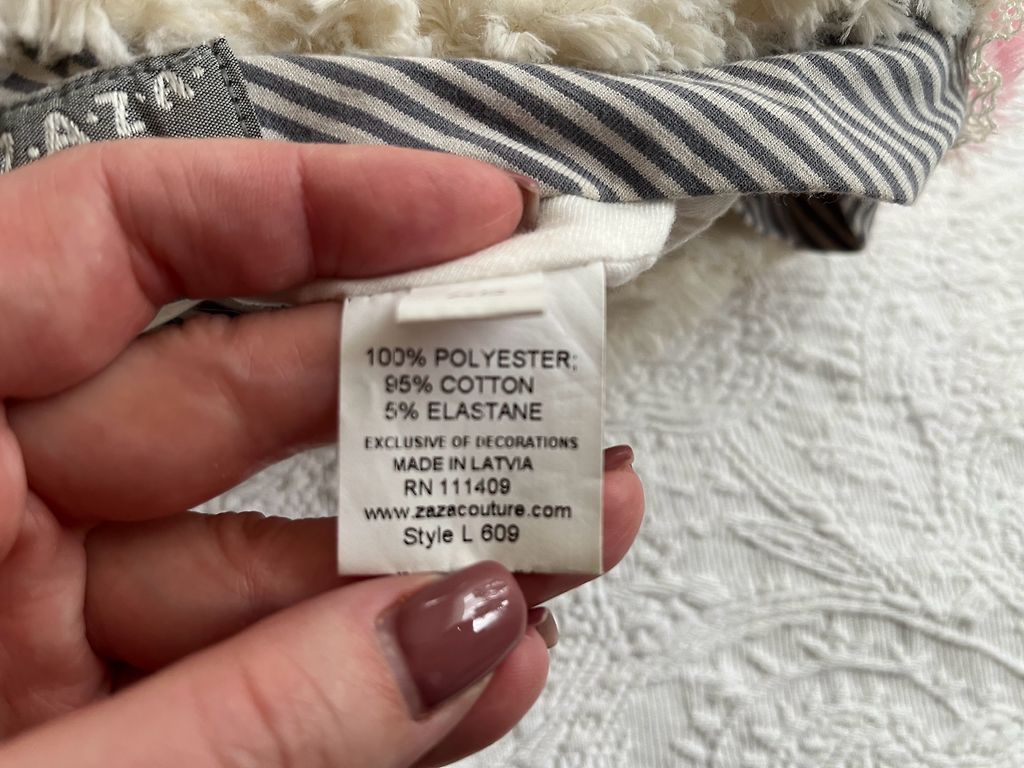 100% POLYESTER;
95% COTTON
5% ELASTANE
EXCLUSIVE OF DECORATIONS
MADE IN LATVIA
RN 111409
www.zazacouture.com
Style L 609